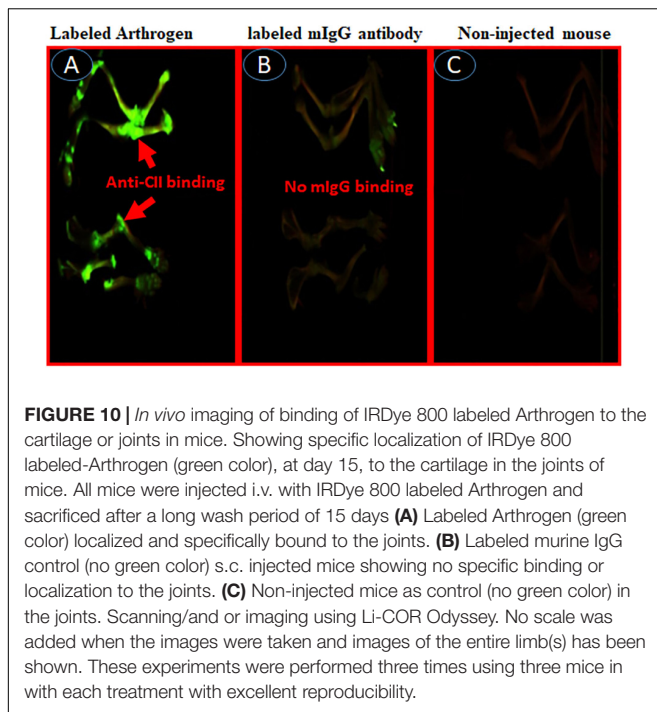 Labeled Arthrogen labeled mIgG antibody Non-injected mouse
A B C
Anti-CII binding No mIgG binding
FIGURE 10 | In vivo imaging of binding of IRDye 800 labeled Arthrogen to the
cartilage or joints in mice. Showing specific localization of IRDye 800
labeled-Arthrogen (green color), at day 15, to the cartilage in the joints of
mice. All mice were injected i.v. with IRDye 800 labeled Arthrogen and
sacrificed after a long wash period of 15 days (A) Labeled Arthrogen (green
color) localized and specifically bound to the joints. (B) Labeled murine IgG
control (no green color) s.c. injected mice showing no specific binding or
localization to the joints. (C) Non-injected mice as control (no green color) in
the joints. Scanning/and or imaging using Li-COR Odyssey. No scale was
added when the images were taken and images of the entire limb(s) has been
shown. These experiments were performed three times using three mice in
with each treatment with excellent reproducibility.